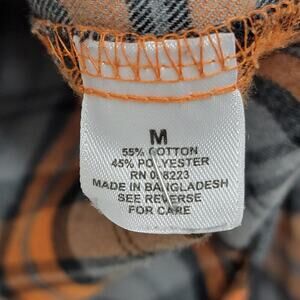 M
55% COTTON
45% POLYESTER
RN
MADE IN BANGLADESH
SEE REVERSE
FOR CARE